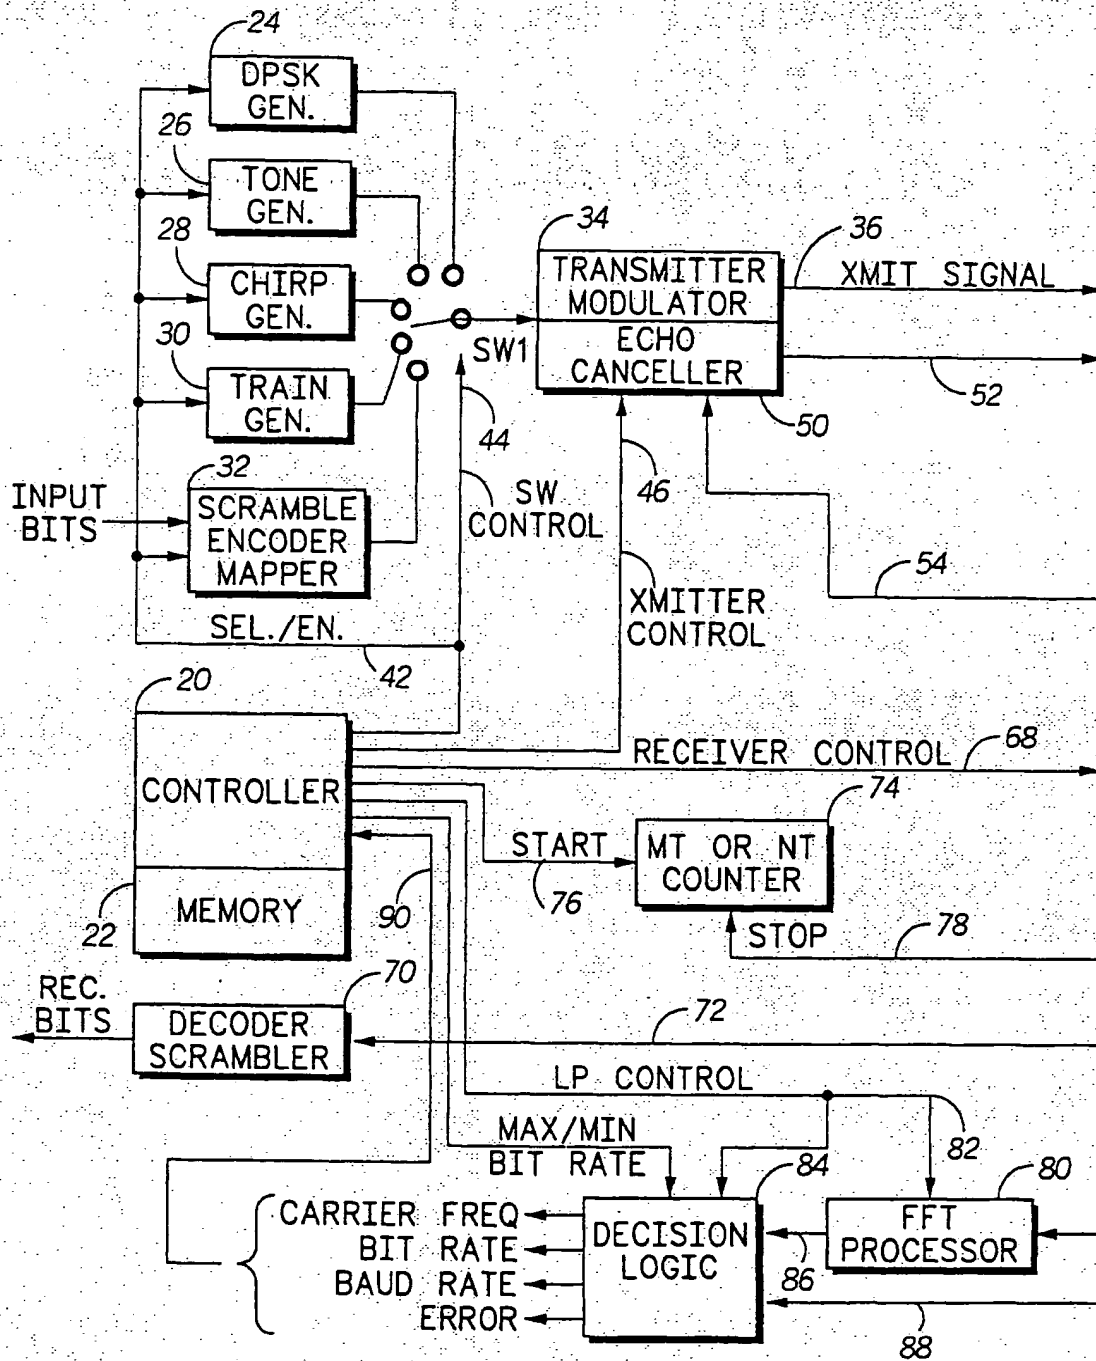 24
DPSK
GEN.
26
TONE
GEN.
28
CHIRP
GEN.
30
TRAIN
GEN.
32
INPUT
BITS
SCRAMBLE
ENCODER
MAPPER
SEL./EN.
42
SW1
44
SW
CONTROL
34
TRANSMITTER
MODULATOR
ECHO
CANCELLER
50
36
XMIT SIGNAL
52
46
54
XMITTER
CONTROL
20
CONTROLLER
22
MEMORY
RECEIVER CONTROL
68
74
START
76
MT OR NT
COUNTER
STOP
78
90
70
REC.
BITS
DECODER
SCRAMBLER
72
LP CONTROL
82
MAX/MIN
BIT RATE
84
80
CARRIER FREQ
BIT RATE
BAUD RATE
ERROR
DECISION
LOGIC
86
FFT
PROCESSOR
88